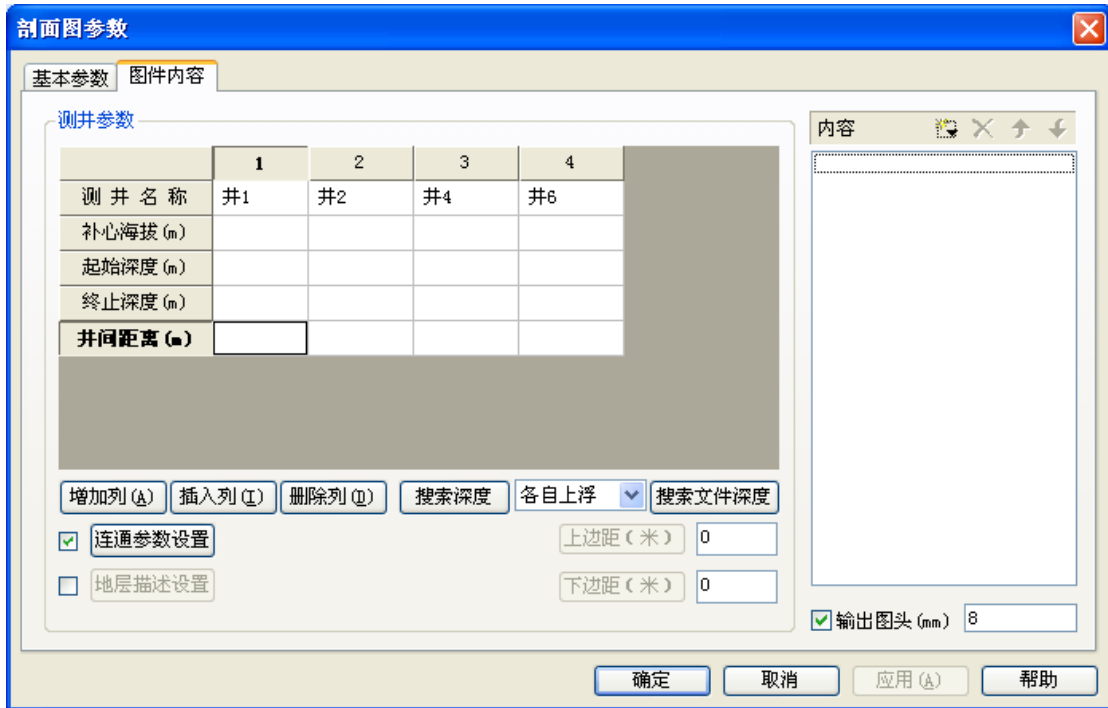 剖面图参数
基本参数 图件内容
测井参数
内容
1 2 3 4
测 井 名 称 井1 井2 井4 井6
补心海拔(m)
起始深度(m)
终止深度(m)
井间距离(m)
增加列(A) 插入列(I) 删除列(D) 搜索深度 各自上浮 搜索文件深度
连通参数设置 上边距(米) 0
地层描述设置 下边距(米) 0
输出图头(mm) 8
确定 取消 应用(A) 帮助